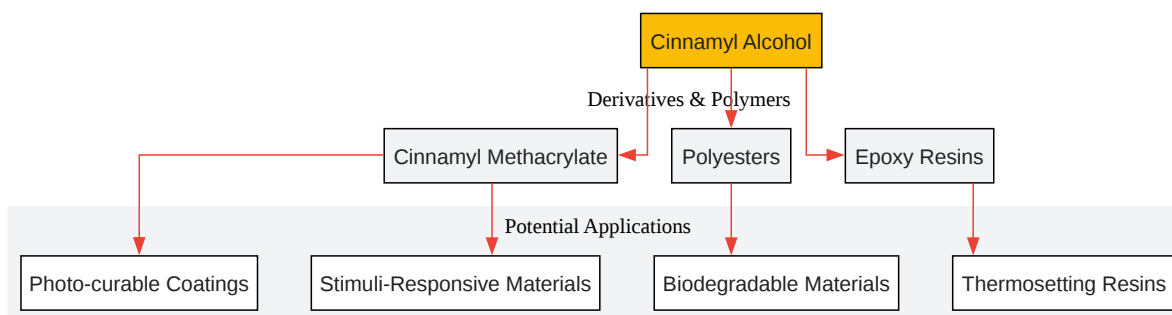 Cinnamyl Alcohol
Derivatives & Polymers
Cinnamyl Methacrylate
Polyesters
Epoxy Resins
Potential Applications
Photo-curable Coatings
Stimuli-Responsive Materials
Biodegradable Materials
Thermosetting Resins